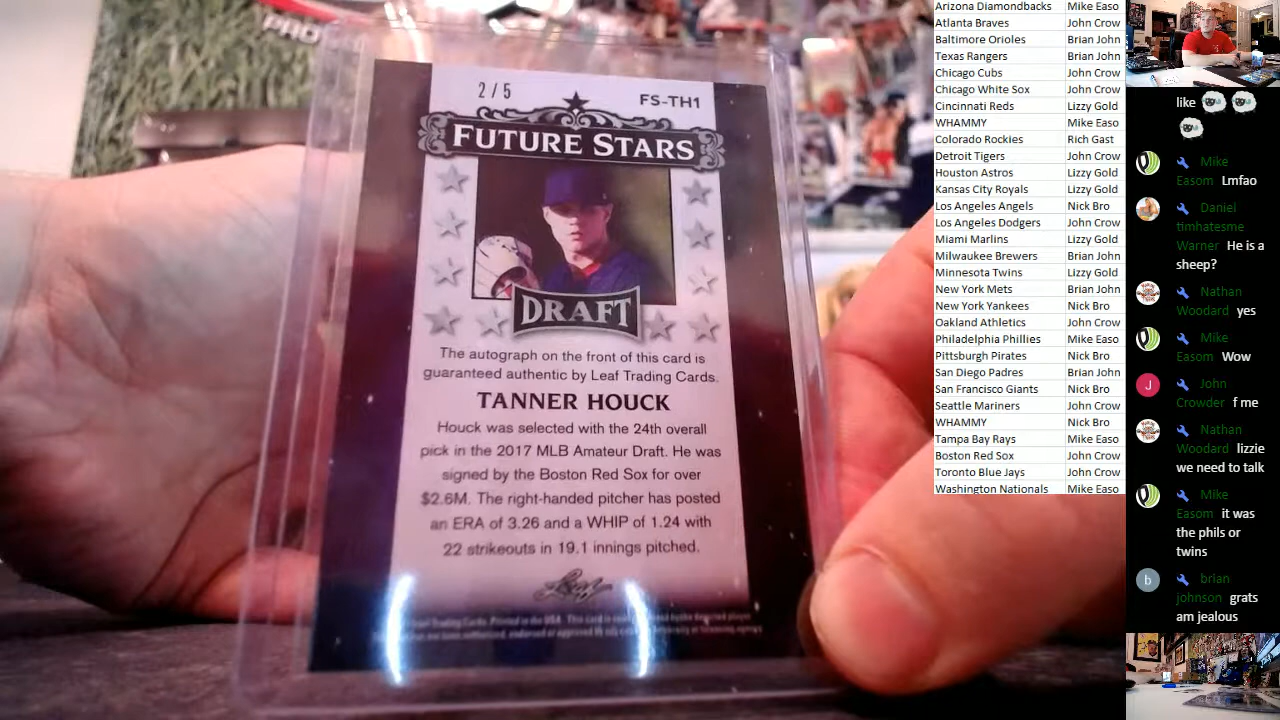 PRO
2/5
FS-TH1
FUTURE STARS
DRAFT
The autograph on the front of this card is
guaranteed authentic by Leaf Trading Cards.
TANNER HOUCK
Houck was selected with the 24th overall
pick in the 2017 MLB Amateur Draft. He was
signed by the Boston Red Sox for over
$2.6M. The right-handed pitcher has posted
an ERA of 3.26 and a WHIP of 1.24 with
22 strikeouts in 19.1 innings pitched.
Leaf
Arizona Diamondbacks Mike Easo
Atlanta Braves John Crow
Baltimore Orioles Brian John
Texas Rangers Brian John
Chicago Cubs John Crow
Chicago White Sox John Crow
Cincinnati Reds Lizzy Gold
WHAMMY Mike Easo
Colorado Rockies Rich Gast
Detroit Tigers John Crow
Houston Astros Lizzy Gold
Kansas City Royals Lizzy Gold
Los Angeles Angels Nick Bro
Los Angeles Dodgers John Crow
Miami Marlins Lizzy Gold
Milwaukee Brewers Brian John
Minnesota Twins Lizzy Gold
New York Mets Brian John
New York Yankees Nick Bro
Oakland Athletics John Crow
Philadelphia Phillies Mike Easo
Pittsburgh Pirates Nick Bro
San Diego Padres Brian John
San Francisco Giants Nick Bro
Seattle Mariners John Crow
WHAMMY Nick Bro
Tampa Bay Rays Mike Easo
Boston Red Sox John Crow
Toronto Blue Jays John Crow
Washington Nationals Mike Easo
like
Mike
Easom Lmfao
Daniel
timhatesme
Warner He is a
sheep?
Nathan
Woodard yes
Mike
Easom Wow
J
John
Crowder f me
Nathan
Woodard lizzie
we need to talk
Mike
Easom it was
the phils or
twins
b
brian
johnson grats
am jealous